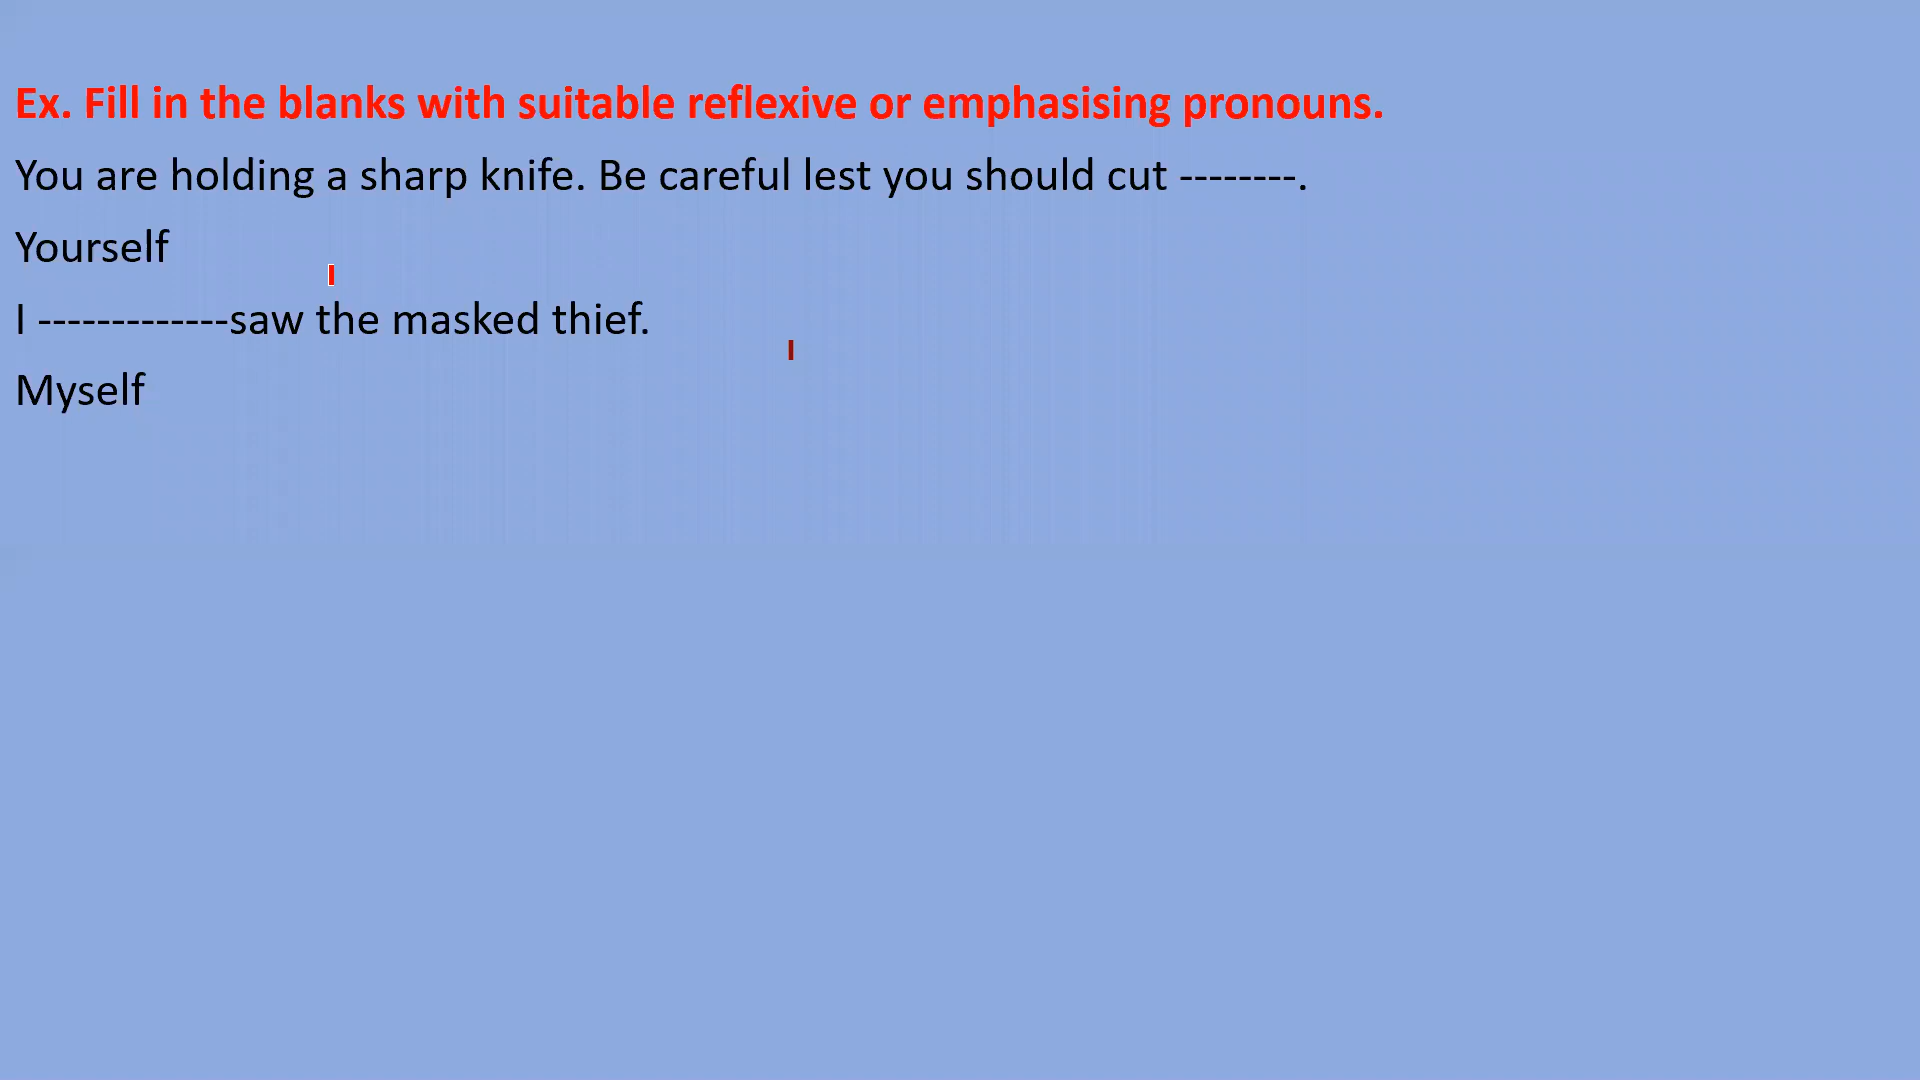 Ex. Fill in the blanks with suitable reflexive or emphasising pronouns.
You are holding a sharp knife. Be careful lest you should cut --------.
Yourself
I -------------saw the masked thief.
Myself